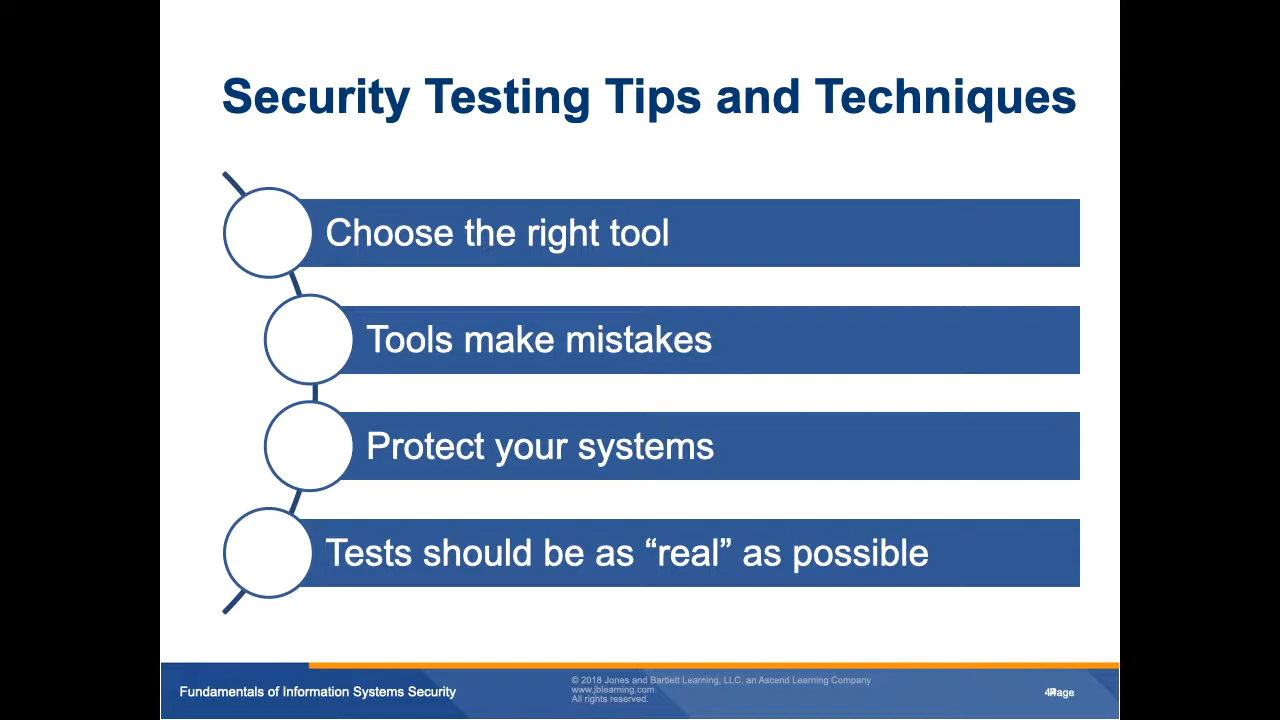 Security Testing Tips and Techniques
Choose the right tool
Tools make mistakes
Protect your systems
Tests should be as “real” as possible
Fundamentals of Information Systems Security
© 2018 Jones and Bartlett Learning, LLC, an Ascend Learning Company
www.jblearning.com
All rights reserved.